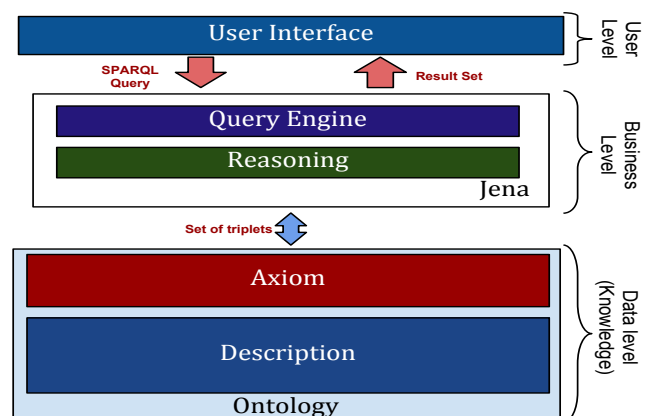 User Interface
User
Level
SPARQL
Query
Result Set
Query Engine
Reasoning
Jena
Business
Level
Set of triplets
Axiom
Description
Ontology
Data level
(Knowledge)